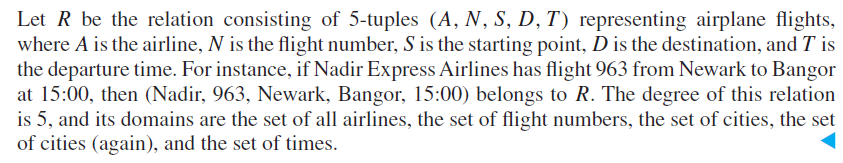 Let R be the relation consisting of 5-tuples (A, N, S, D, T) representing airplane flights,
where A is the airline, N is the flight number, S is the starting point, D is the destination, and T is
the departure time. For instance, if Nadir Express Airlines has flight 963 from Newark to Bangor
at 15:00, then (Nadir, 963, Newark, Bangor, 15:00) belongs to R. The degree of this relation
is 5, and its domains are the set of all airlines, the set of flight numbers, the set of cities, the set
of cities (again), and the set of times.